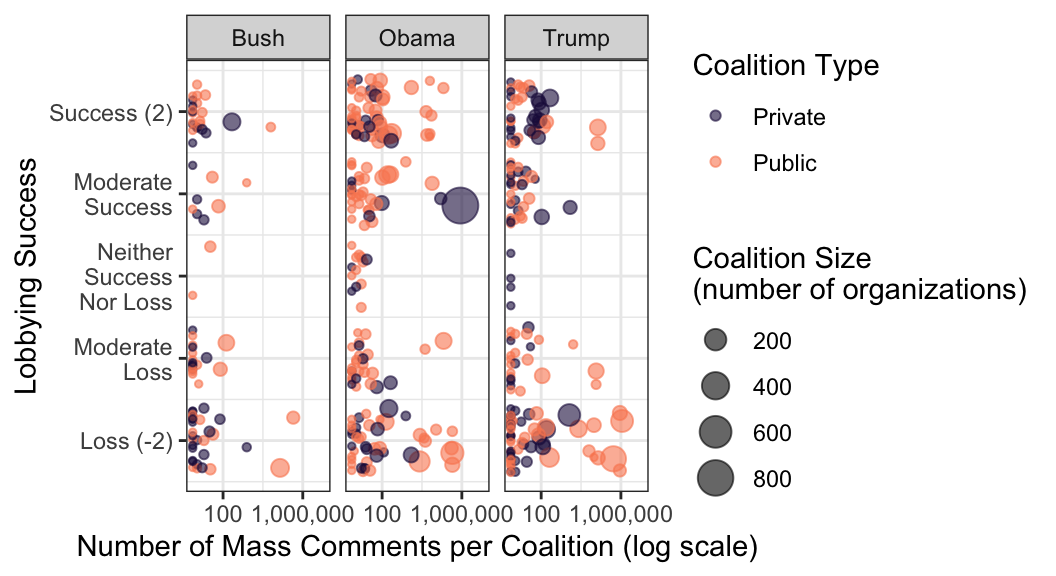 Bush
Obama
Trump
Success (2)
Moderate
Success
Neither
Success
Nor Loss
Moderate
Loss
Loss (-2)
Lobbying Success
100 1,000,000 100 1,000,000 100 1,000,000
Number of Mass Comments per Coalition (log scale)
Coalition Type
Private
Public
Coalition Size
(number of organizations)
200
400
600
800